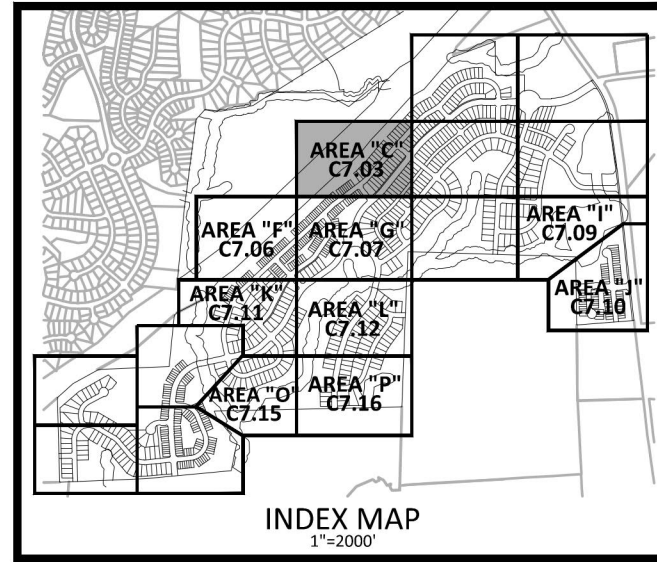 AREA "C"
C7.03
AREA "F"
C7.06
AREA "G"
C7.07
AREA "I"
C7.09
AREA "K"
C7.11
AREA "L"
C7.12
AREA "J"
C7.10
AREA "O"
C7.15
AREA "P"
C7.16
INDEX MAP
1"=2000'